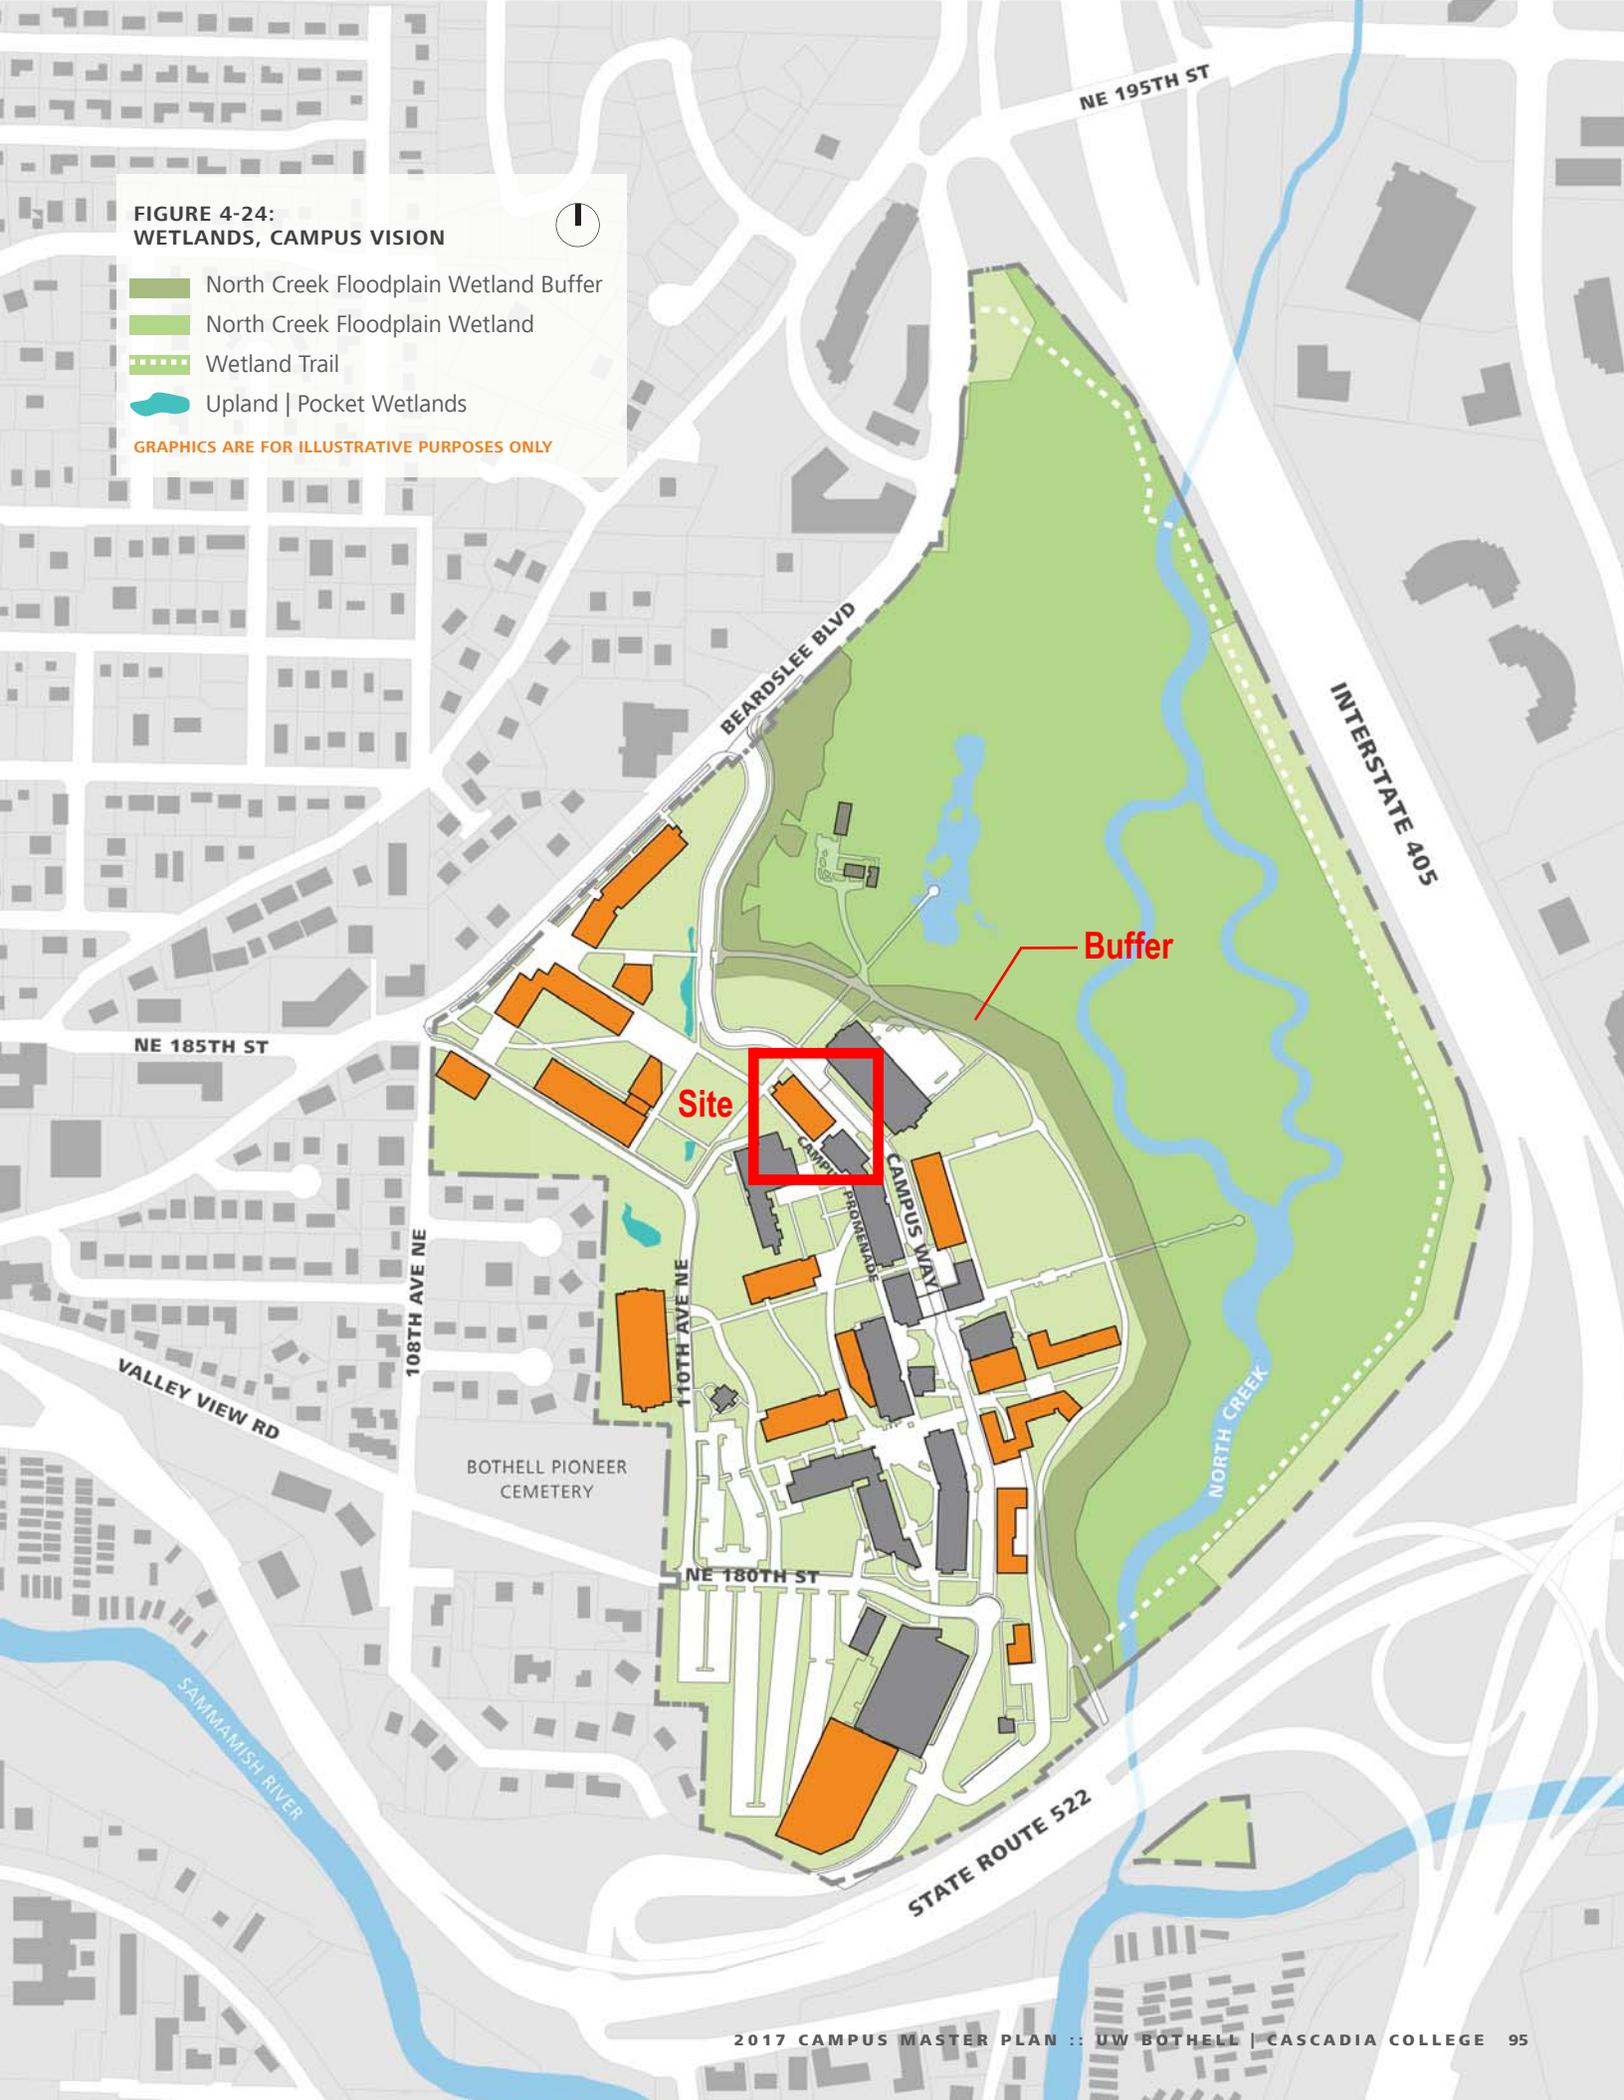 NE 195TH ST
FIGURE 4-24:
WETLANDS, CAMPUS VISION
North Creek Floodplain Wetland Buffer
North Creek Floodplain Wetland
Wetland Trail
Upland | Pocket Wetlands
GRAPHICS ARE FOR ILLUSTRATIVE PURPOSES ONLY
BEARDSLEE BLVD
INTERSTATE 405
Buffer
NE 185TH ST
Site
CAMPUS
PROMENADE
CAMPUS WAY
108TH AVE NE
110TH AVE NE
VALLEY VIEW RD
NORTH CREEK
BOTHELL PIONEER
CEMETERY
NE 180TH ST
SAMMAMISH RIVER
STATE ROUTE 522
2017 CAMPUS MASTER PLAN :: UW BOTHELL | CASCADIA COLLEGE 95